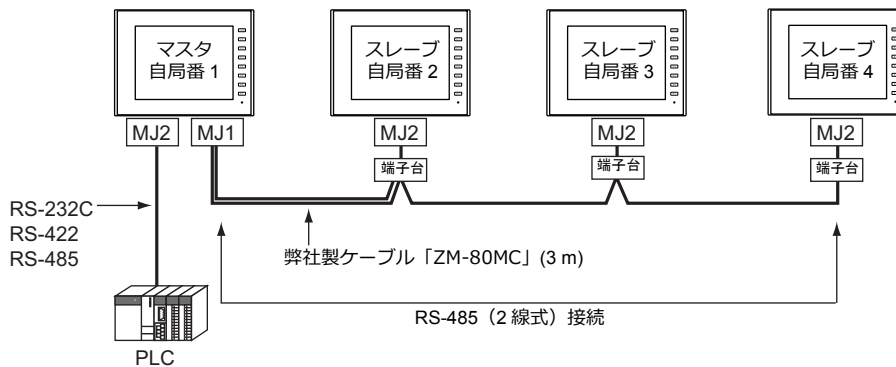 マスタ
自局番 1
スレーブ
自局番 2
スレーブ
自局番 3
スレーブ
自局番 4
MJ2
MJ1
MJ2
MJ2
MJ2
端子台
端子台
端子台
RS-232C
RS-422
RS-485
弊社製ケーブル「ZM-80MC」(3 m)
RS-485（2 線式）接続
PLC